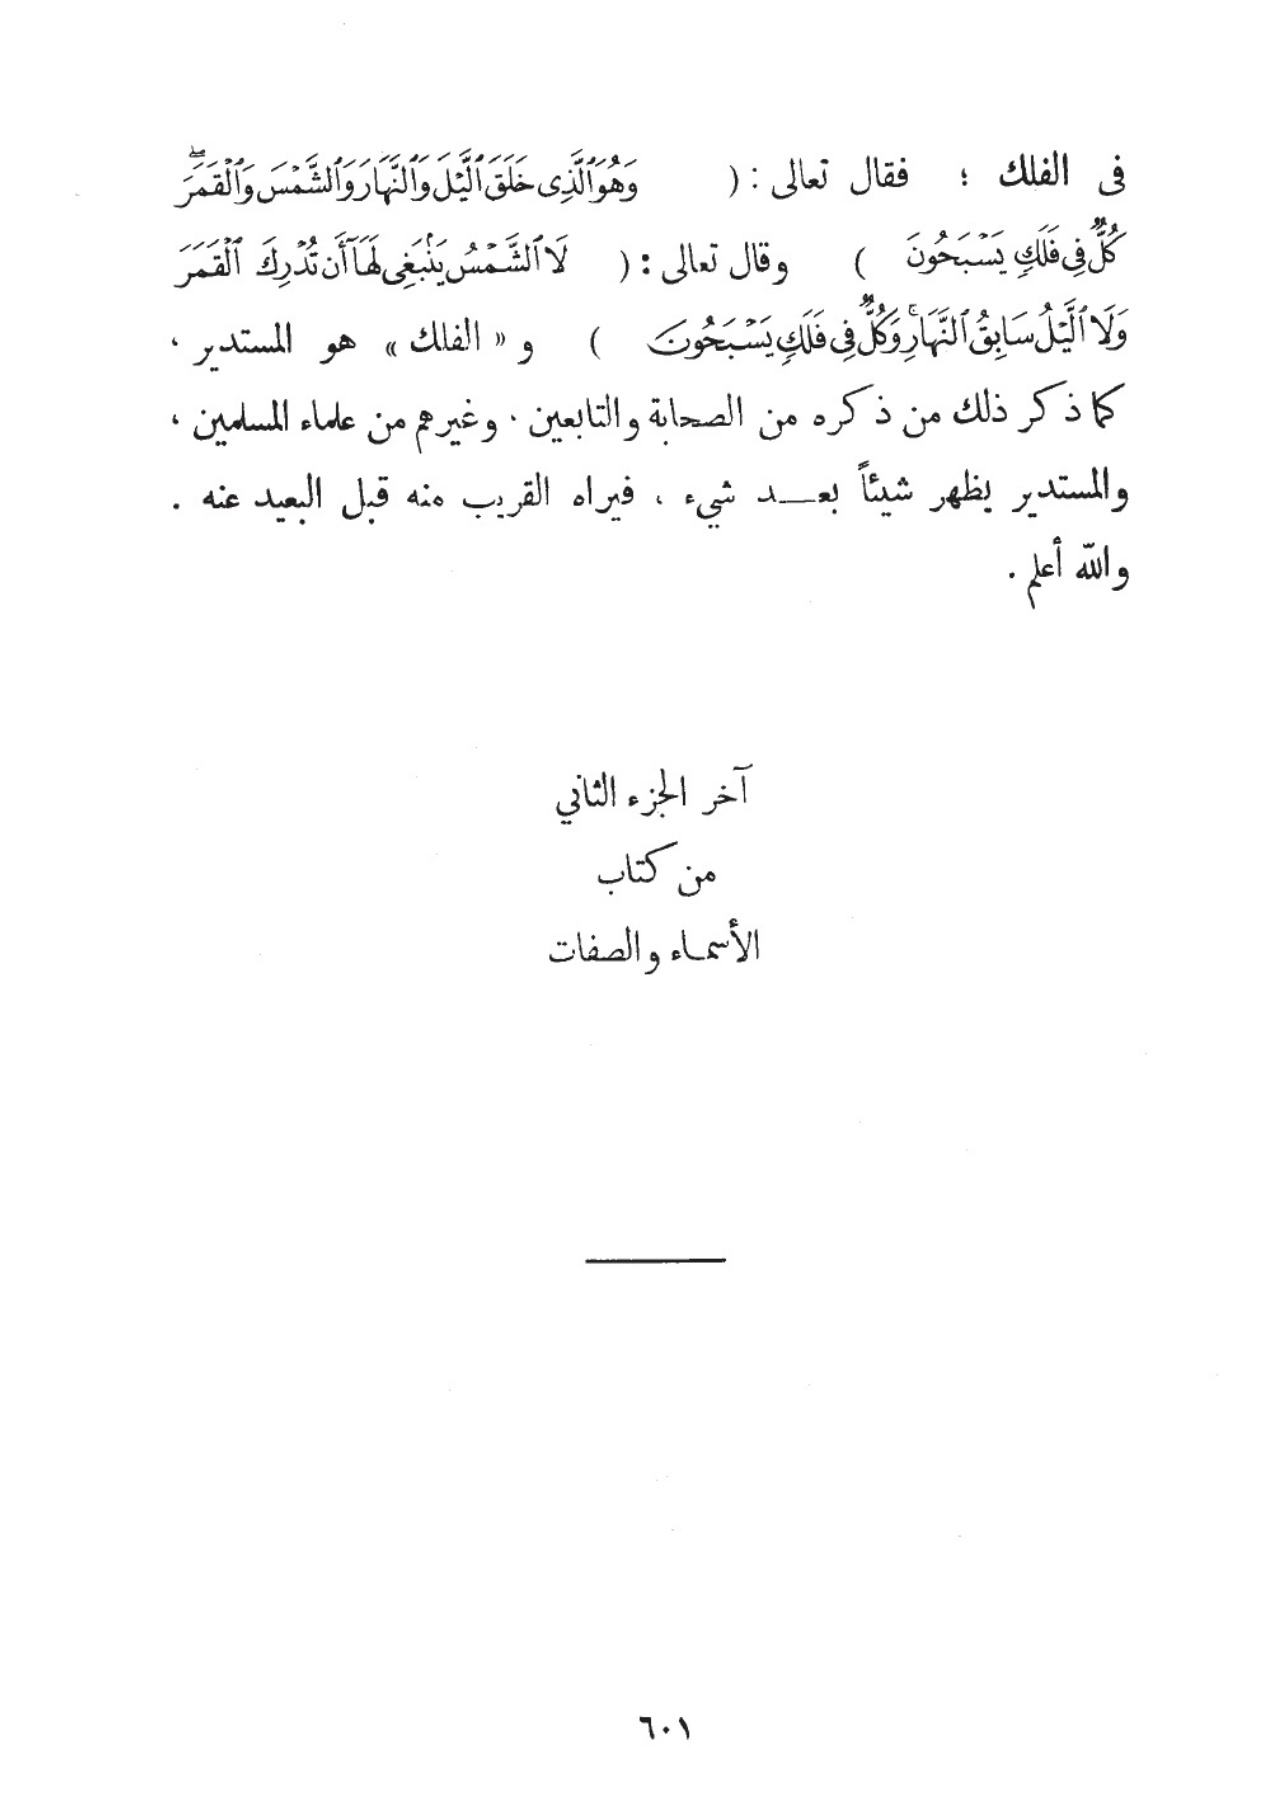 فى الفلك ؛ فقال تعالى : ( وَهُوَ ٱلَّذِى خَلَقَ ٱلَّيْلَ وَٱلنَّهَارَ وَٱلشَّمْسَ وَٱلْقَمَرَ ۖ
كُلٌّ فِى فَلَكٍ يَسْبَحُونَ ) وقال تعالى : ( لَا ٱلشَّمْسُ يَنۢبَغِى لَهَآ أَن تُدْرِكَ ٱلْقَمَرَ
وَلَا ٱلَّيْلُ سَابِقُ ٱلنَّهَارِ ۚ وَكُلٌّ فِى فَلَكٍ يَسْبَحُونَ ) و « الفلك » هو المستدير ،
كما ذكر ذلك من ذكره من الصحابة والتابعين . وغيرهم من علماء المسلمين ،
والمستدير يظهر شيئاً بعـــد شيء ، فيراه القريب منه قبل البعيد عنه .
والله أعلم .
آخر الجزء الثاني
من كتاب
الأسماء والصفات
٦٠١